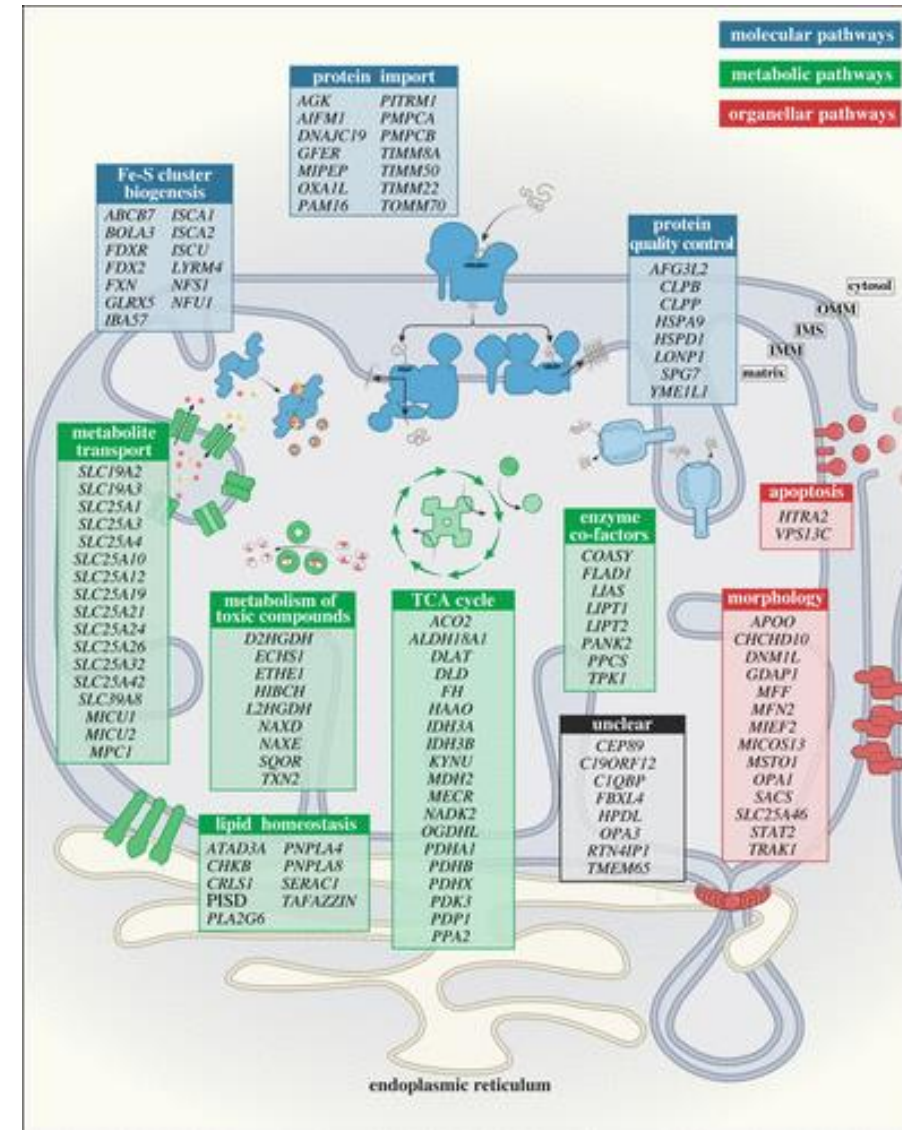 molecular pathways
metabolic pathways
organellar pathways
protein import
AGK PITRM1
AIFM1 PMPCA
DNAJC19 PMPCB
GFER TIMM8A
MIPEP TIMM50
OXA1L TIMM22
PAM16 TOMM70
Fe-S cluster
biogenesis
ABCB7 ISCA1
BOLA3 ISCA2
FDXR ISCU
FDX2 LYRM4
FXN NFS1
GLRX5 NFU1
IBA57
protein
quality control
AFG3L2
CLPB
CLPP
HSPA9
HSPD1
LONP1
SPG7
YME1L1
cytosol
OMM
IMS
IMM
matrix
metabolite
transport
SLC19A2
SLC19A3
SLC25A1
SLC25A3
SLC25A4
SLC25A10
SLC25A12
SLC25A19
SLC25A21
SLC25A24
SLC25A26
SLC25A32
SLC25A42
SLC39A8
MICU1
MICU2
MPC1
apoptosis
HTRA2
VPS13C
enzyme
co-factors
COASY
FLAD1
LIAS
LIPT1
LIPT2
PANK2
PPCS
TPK1
metabolism of
toxic compounds
D2HGDH
ECHS1
ETHE1
HIBCH
L2HGDH
NAXD
NAXE
SQOR
TXN2
TCA cycle
ACO2
ALDH18A1
DLAT
DLD
FH
HAAO
IDH3A
IDH3B
KYNU
MDH2
MECR
NADK2
OGDHL
PDHA1
PDHB
PDHX
PDK3
PDP1
PPA2
morphology
APOO
CHCHD10
DNM1L
GDAP1
MFF
MFN2
MIEF2
MICOS13
MSTO1
OPA1
SACS
SLC25A46
STAT2
TRAK1
unclear
CEP89
C19ORF12
C1QBP
FBXL4
HPDL
OPA3
RTN4IP1
TMEM65
lipid homeostasis
ATAD3A PNPLA4
CHKB PNPLA8
CRLS1 SERAC1
PISD TAFAZZIN
PLA2G6
endoplasmic reticulum